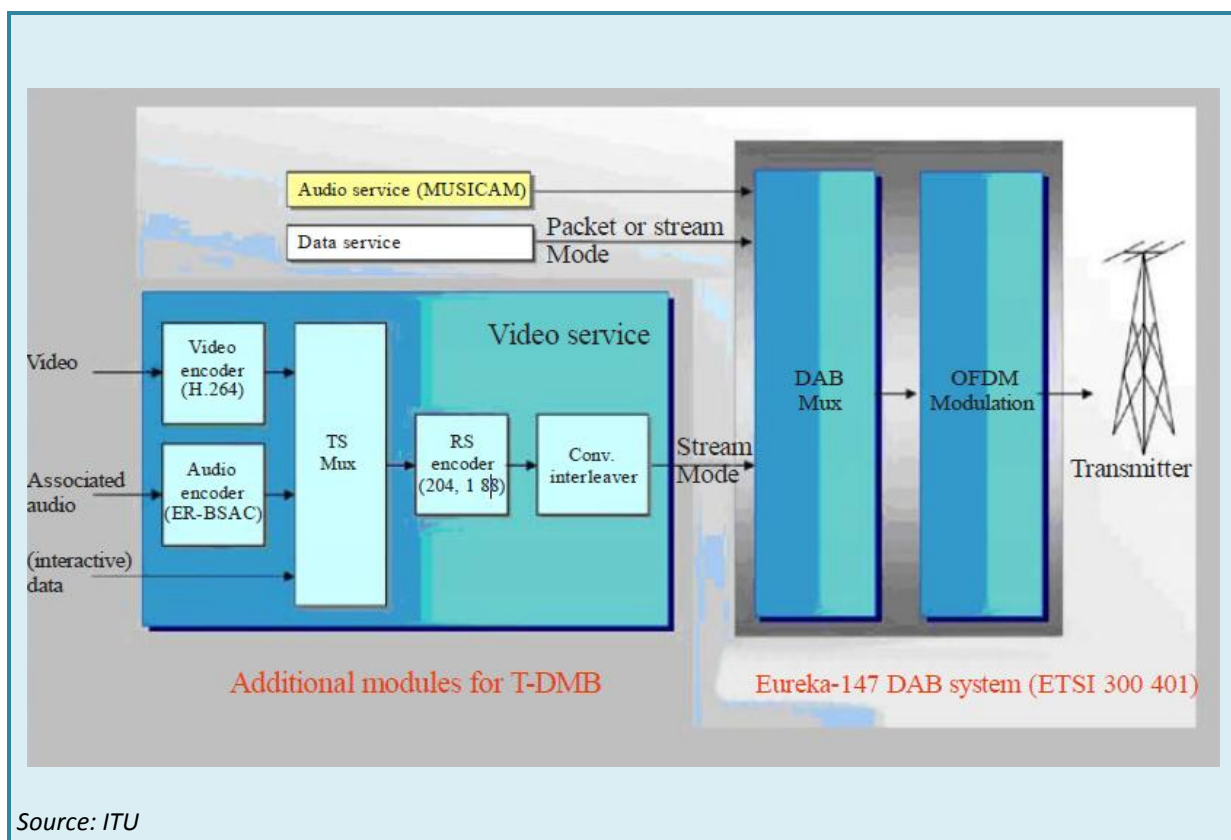 Audio service (MUSICAM)
Data service
Packet or stream
Mode
Video service
Video
Video
encoder
(H.264)
Associated
audio
Audio
encoder
(ER-BSAC)
(interactive)
data
TS
Mux
RS
encoder
(204, 1 88)
Conv.
interleaver
Stream
Mode
DAB
Mux
OFDM
Modulation
Transmitter
Additional modules for T-DMB
Eureka-147 DAB system (ETSI 300 401)
Source: ITU